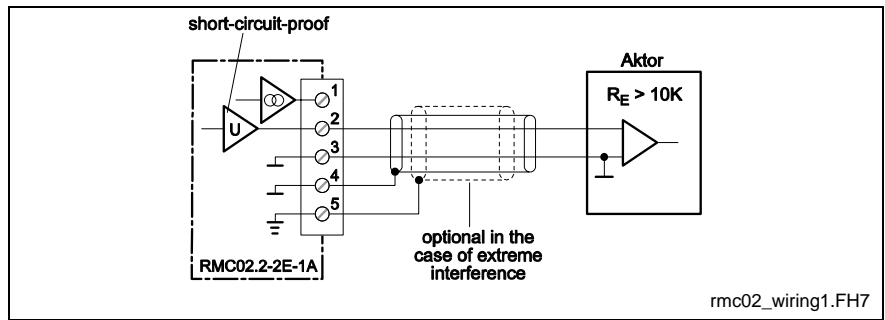 short-circuit-proof
Aktor
R_E > 10K
1
2
U
3
4
5
optional in the
case of extreme
interference
RMC02.2-2E-1A
rmc02_wiring1.FH7